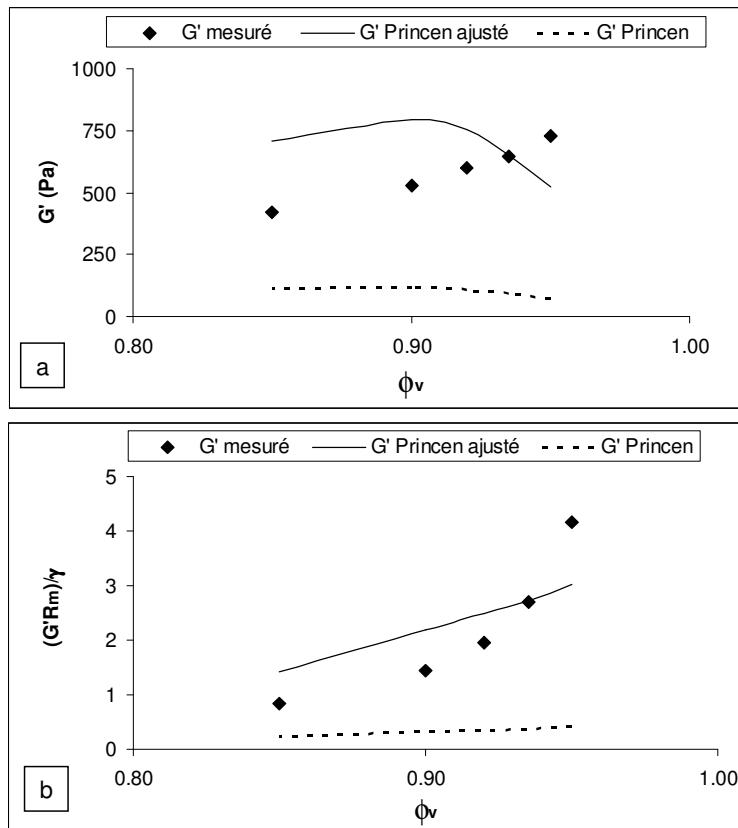 G' mesuré G' Princen ajusté G' Princen
1000
750
500
250
0
G' (Pa)
0.80 0.90 1.00
ϕv
a
G' mesuré G' Princen ajusté G' Princen
5
4
3
2
1
0
(G'Rm)/γ
0.80 0.90 1.00
ϕv
b